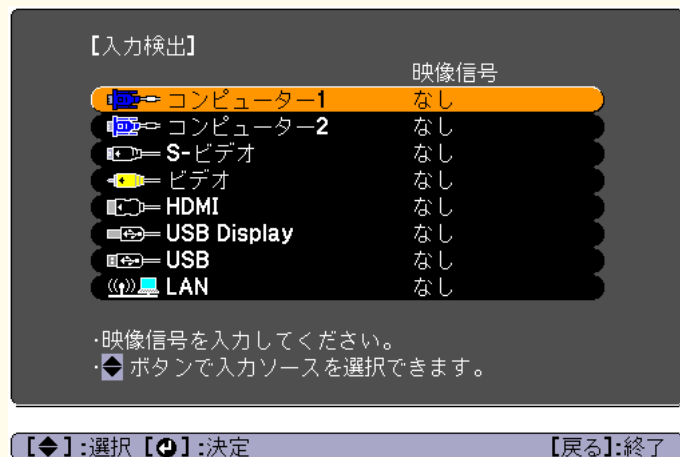 【入力検出】
映像信号
コンピューター1 なし
コンピューター2 なし
S-ビデオ なし
ビデオ なし
HDMI なし
USB Display なし
USB なし
LAN なし
・映像信号を入力してください。
・◆ ボタンで入力ソースを選択できます。
【◆】:選択【↵】:決定 【戻る】:終了